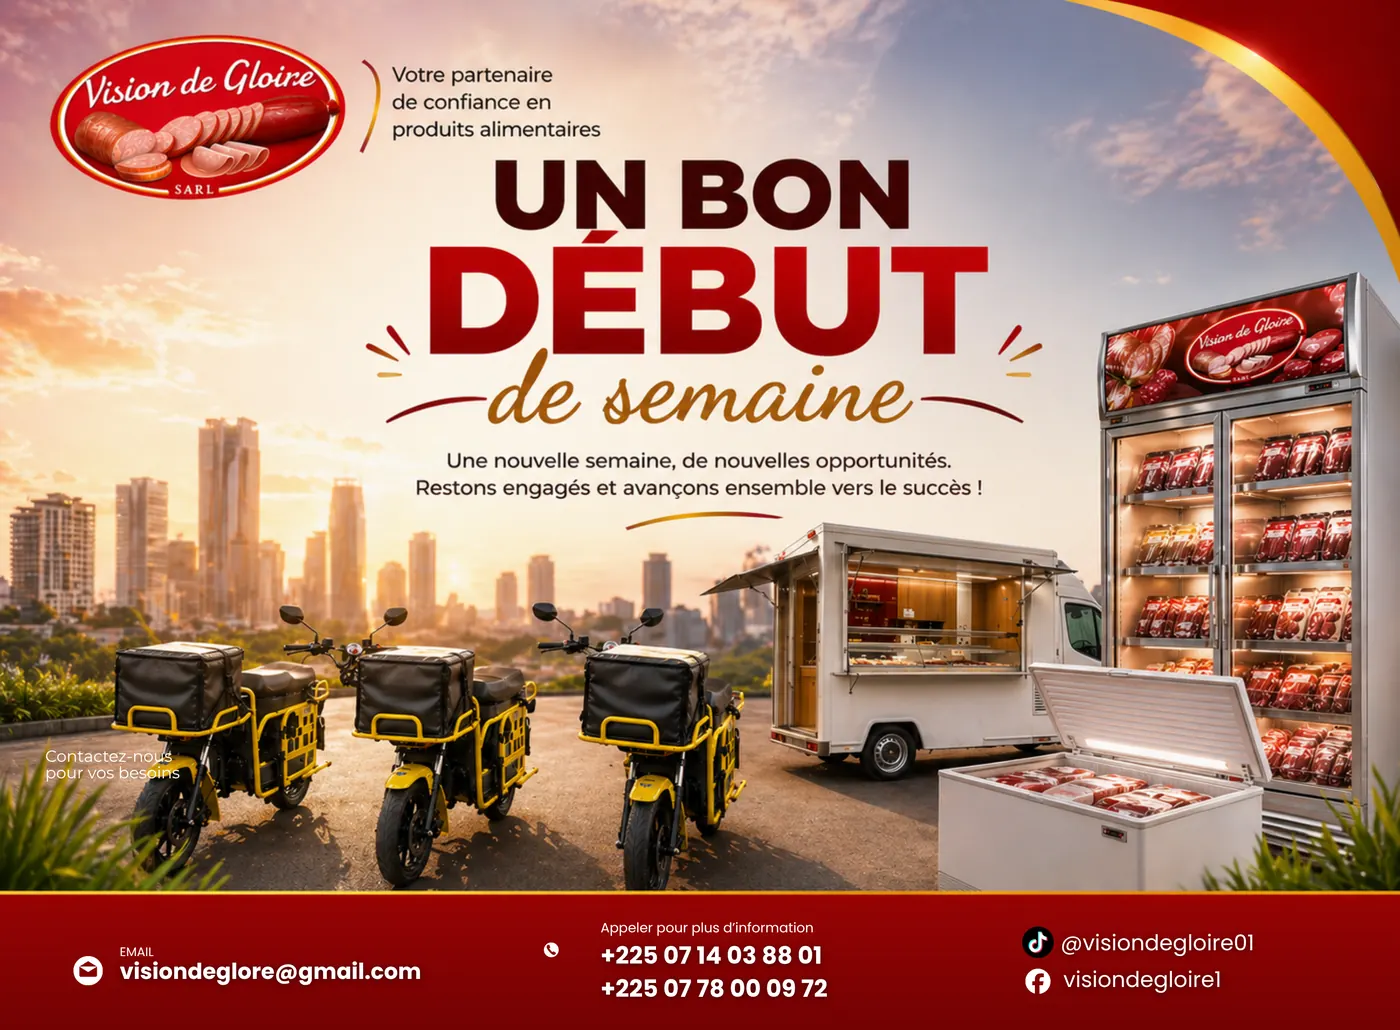 Vision de Gloire
SARL
Votre partenaire
de confiance en
produits alimentaires
UN BON
DÉBUT
de semaine
Une nouvelle semaine, de nouvelles opportunités.
Restons engagés et avançons ensemble vers le succès !
Vision de Gloire
SARL
Contactez-nous
pour vos besoins
EMAIL
visiondeglore@gmail.com
Appeler pour plus d'information
+225 07 14 03 88 01
+225 07 78 00 09 72
@visiondegloire01
visiondegloire1